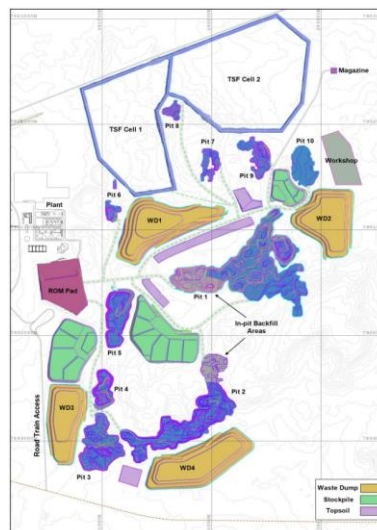 TSF Cell 2
Magazine
TSF Cell 1
Pit 8
Pit 7
Pit 9
Pit 10
Workshop
Pit 6
Plant
WD1
WD2
ROM Pad
Pit 1
In-pit Backfill
Areas
Pit 5
Pit 4
Pit 2
WD3
Road Train Access
Pit 3
WD4
Waste Dump
Stockpile
Topsoil